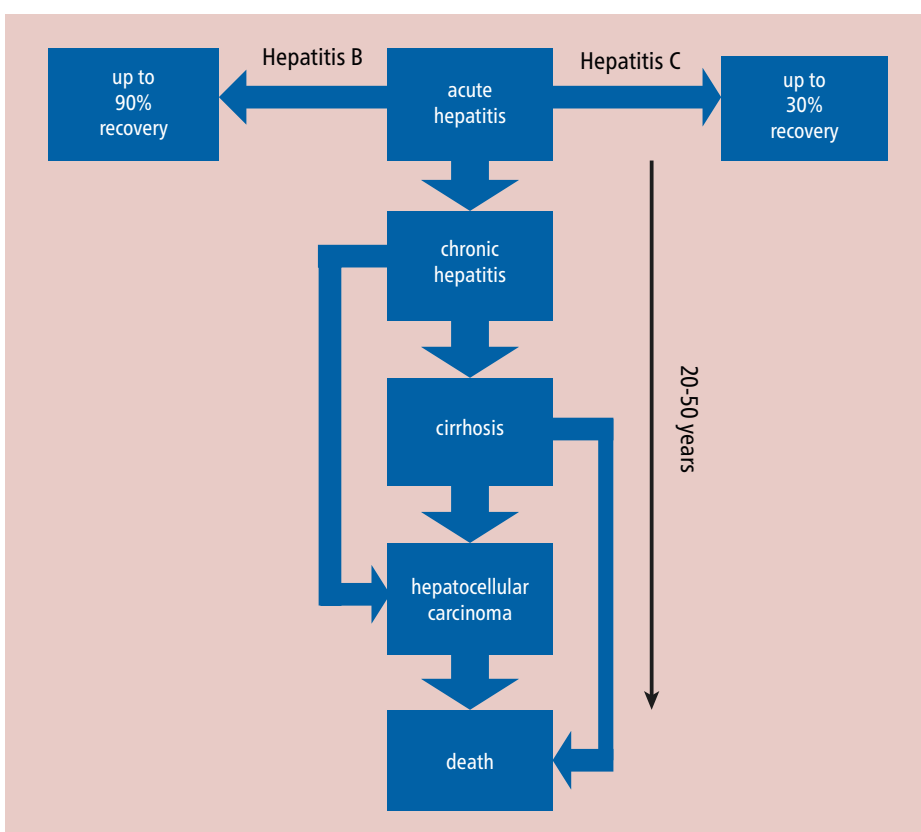 Hepatitis B
Hepatitis C
up to
90%
recovery
acute
hepatitis
up to
30%
recovery
chronic
hepatitis
20-50 years
cirrhosis
hepatocellular
carcinoma
death